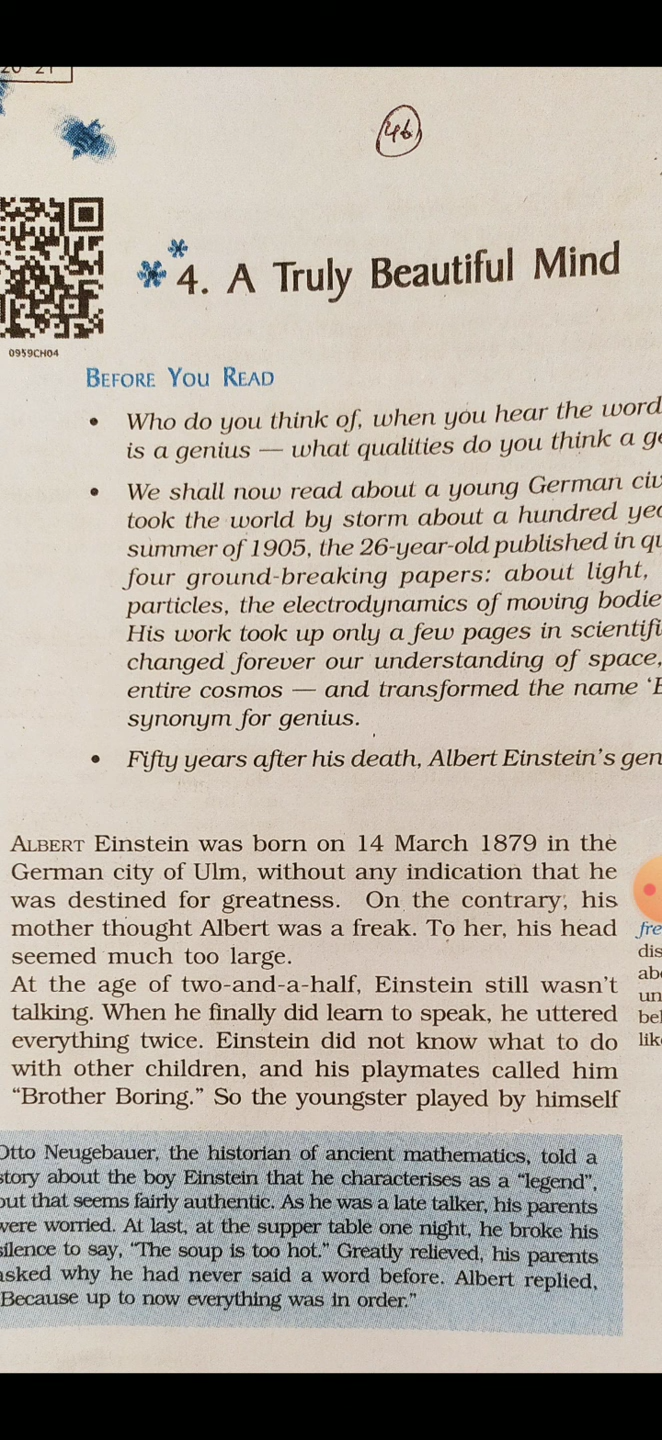 46
4. A Truly Beautiful Mind
0959CH04
BEFORE YOU READ
• Who do you think of, when you hear the word
is a genius — what qualities do you think a
• We shall now read about a young German
took the world by storm about a hundred
summer of 1905, the 26-year-old published in
four ground-breaking papers: about light,
particles, the electrodynamics of moving
His work took up only a few pages in
changed forever our understanding of space,
entire cosmos — and transformed the name
synonym for genius.
• Fifty years after his death, Albert Einstein's
ALBERT Einstein was born on 14 March 1879 in the
German city of Ulm, without any indication that he
was destined for greatness. On the contrary, his
mother thought Albert was a freak. To her, his head
seemed much too large.
At the age of two-and-a-half, Einstein still wasn't
talking. When he finally did learn to speak, he uttered
everything twice. Einstein did not know what to do
with other children, and his playmates called him
"Brother Boring." So the youngster played by himself
Otto Neugebauer, the historian of ancient mathematics, told a
story about the boy Einstein that he characterises as a "legend",
but that seems fairly authentic. As he was a late talker, his parents
were worried. At last, at the supper table one night, he broke his
silence to say, "The soup is too hot." Greatly relieved, his parents
asked why he had never said a word before. Albert replied,
"Because up to now everything was in order."